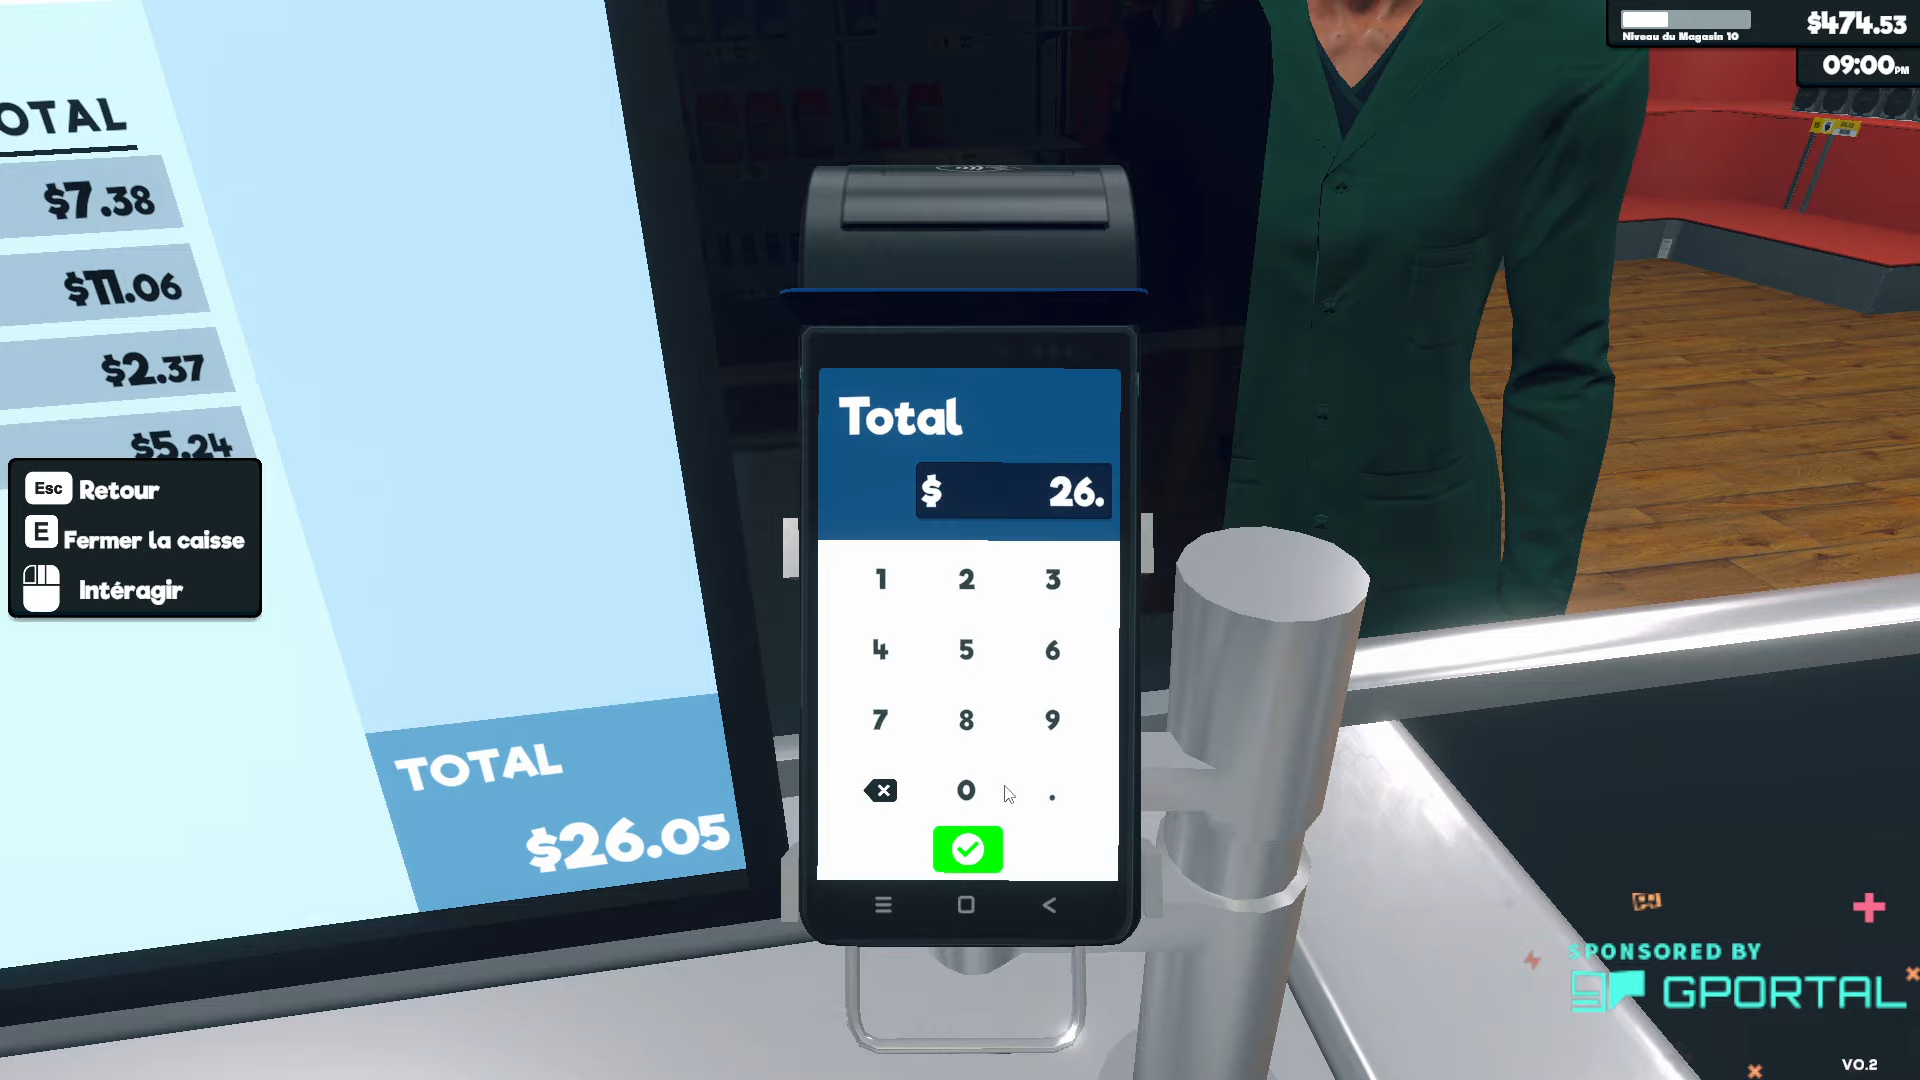 OTAL
$7.38
$11.06
$2.37
$5.24
Esc Retour
E Fermer la caisse
Intéragir
TOTAL
$26.05
Total
$ 26.
1 2 3
4 5 6
7 8 9
0 .
$474.53
Niveau du Magasin 10
09:00PM
SPONSORED BY
GPORTAL
V0.2